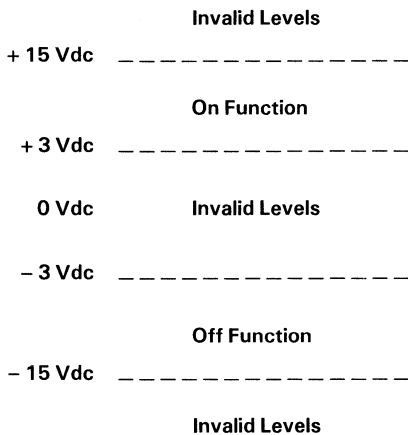 Invalid Levels
+ 15 Vdc
On Function
+ 3 Vdc
0 Vdc Invalid Levels
– 3 Vdc
Off Function
– 15 Vdc
Invalid Levels